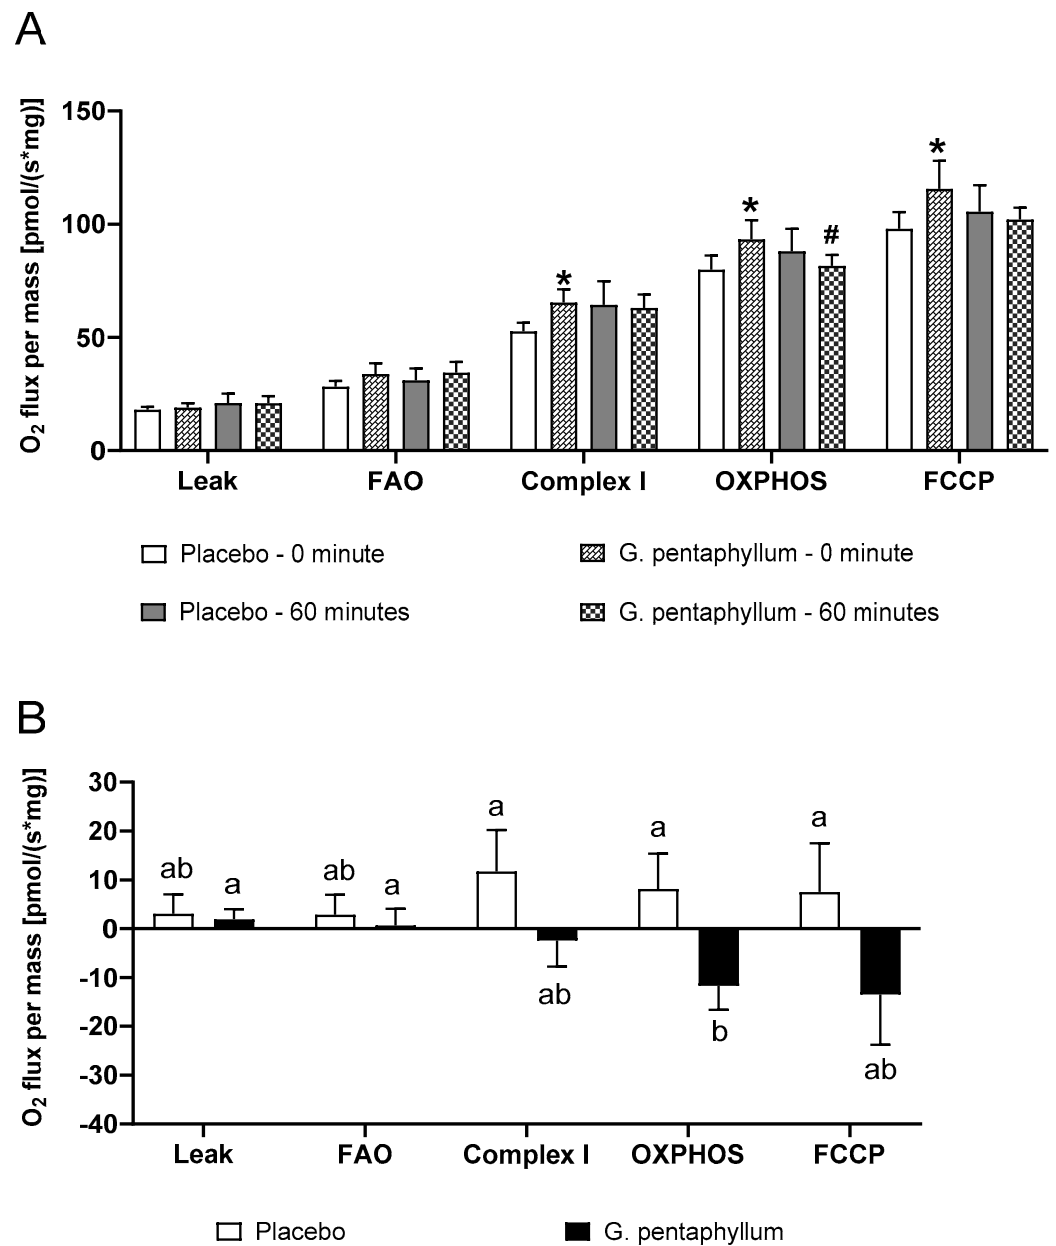 A
O2 flux per mass [pmol/(s*mg)]
150
100
50
0
*
*
#
*
Leak FAO Complex I OXPHOS FCCP
Placebo - 0 minute G. pentaphyllum - 0 minute
Placebo - 60 minutes G. pentaphyllum - 60 minutes
B
O2 flux per mass [pmol/(s*mg)]
30
20
10
0
-10
-20
-30
-40
ab a ab a a ab a b a ab
Leak FAO Complex I OXPHOS FCCP
Placebo G. pentaphyllum